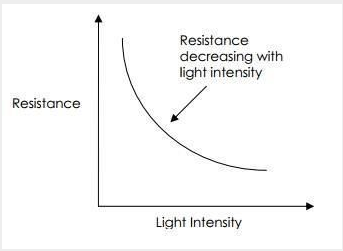 Resistance
decreasing with
light intensity
Resistance
Light Intensity